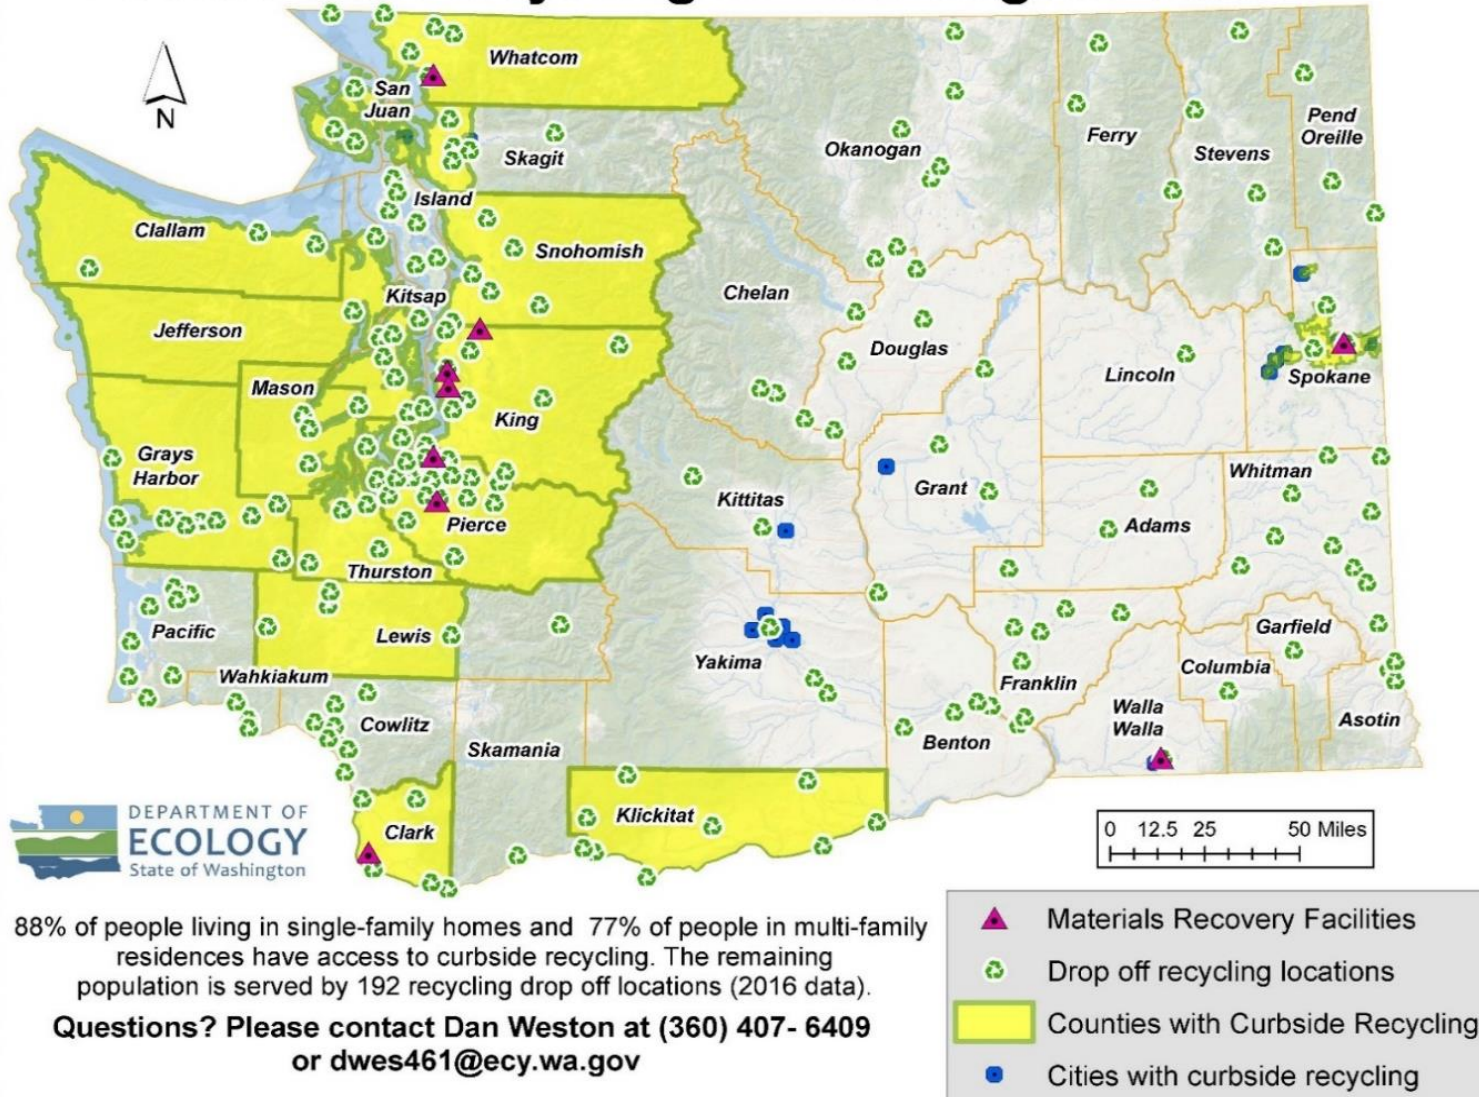 Whatcom
San
Juan
N
Skagit
Okanogan
Ferry
Stevens
Pend
Oreille
Island
Clallam
Snohomish
Chelan
Kitsap
Jefferson
Douglas
Mason
Lincoln
Spokane
King
Grays
Harbor
Kittitas
Grant
Whitman
Adams
Pierce
Thurston
Pacific
Lewis
Garfield
Wahkiakum
Yakima
Columbia
Franklin
Cowlitz
Walla
Walla
Asotin
Skamania
Benton
Klickitat
Clark
DEPARTMENT OF
ECOLOGY
State of Washington
0 12.5 25 50 Miles
88% of people living in single-family homes and 77% of people in multi-family
residences have access to curbside recycling. The remaining
population is served by 192 recycling drop off locations (2016 data).
Questions? Please contact Dan Weston at (360) 407- 6409
or dwes461@ecy.wa.gov
Materials Recovery Facilities
Drop off recycling locations
Counties with Curbside Recycling
Cities with curbside recycling